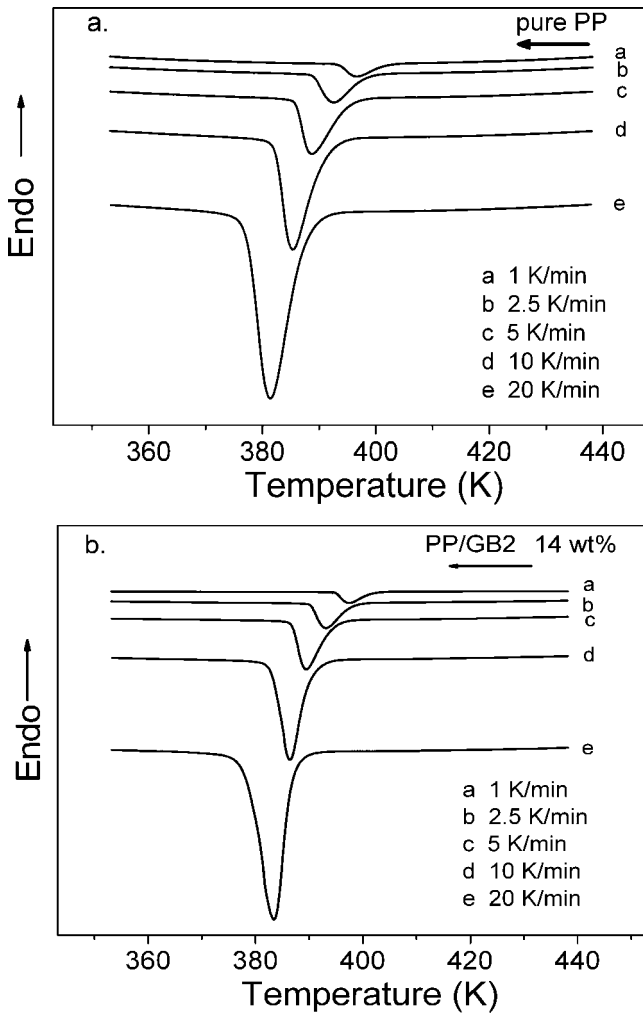 a.
pure PP
a
b
c
d
e
Endo
a 1 K/min
b 2.5 K/min
c 5 K/min
d 10 K/min
e 20 K/min
360 380 400 420 440
Temperature (K)
b.
PP/GB2 14 wt%
a
b
c
d
e
Endo
a 1 K/min
b 2.5 K/min
c 5 K/min
d 10 K/min
e 20 K/min
360 380 400 420 440
Temperature (K)